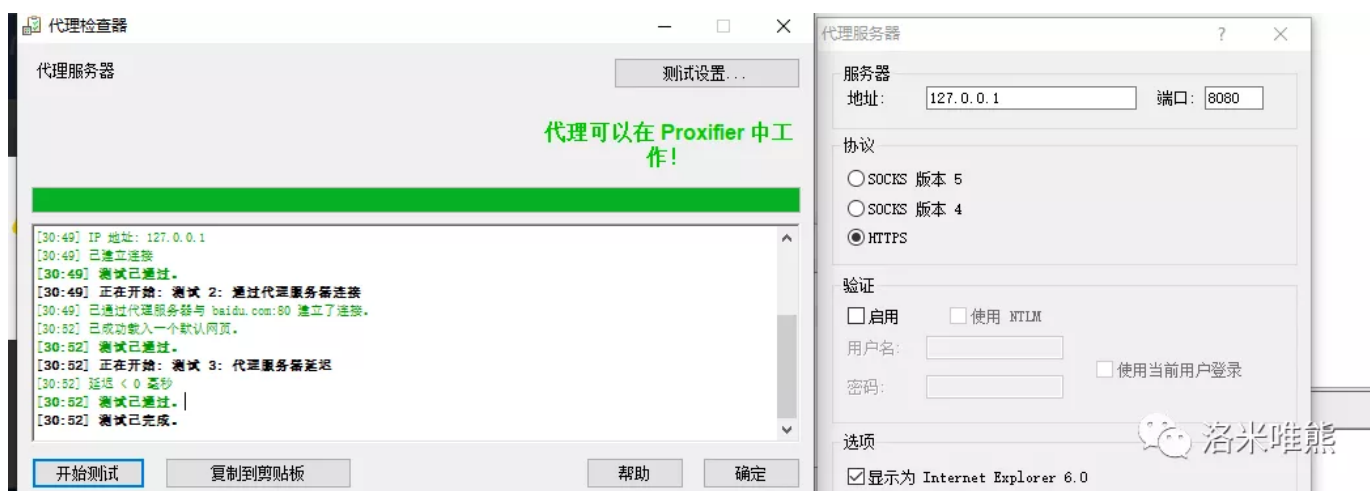 代理检查器
代理服务器
测试设置...
代理可以在 Proxifier 中工
作!
[30:49] IP 地址: 127.0.0.1
[30:49] 已建立连接
[30:49] 测试已通过。
[30:49] 正在开始: 测试 2: 通过代理服务器连接
[30:49] 已通过代理服务器与 baidu.com:80 建立了连接。
[30:52] 已成功载入一个默认网页。
[30:52] 测试已通过。
[30:52] 正在开始: 测试 3: 代理服务器延迟
[30:52] 延迟 < 0 毫秒
[30:52] 测试已通过。
[30:52] 测试已完成。
开始测试
复制到剪贴板
帮助
确定
代理服务器
服务器
地址: 127.0.0.1 端口: 8080
协议
SOCKS 版本 5
SOCKS 版本 4
HTTPS
验证
启用 使用 NTLM
用户名:
使用当前用户登录
密码:
选项
显示为 Internet Explorer 6.0
洛米唯熊